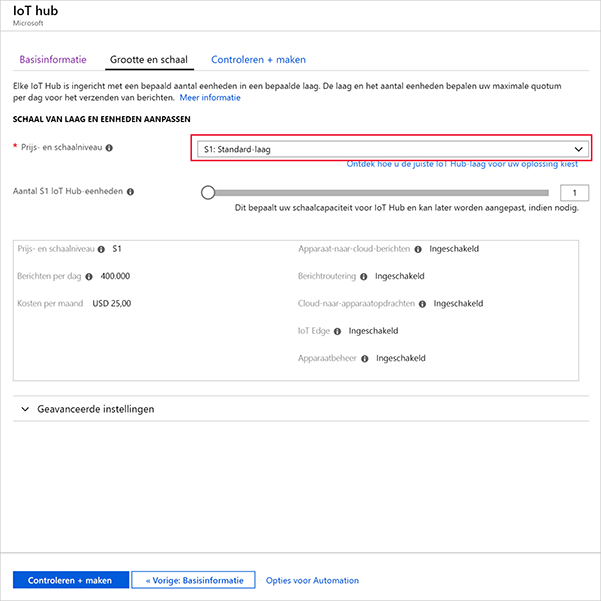 IoT hub
Microsoft
Basisinformatie Grootte en schaal Controleren + maken
Elke IoT Hub is ingericht met een bepaald aantal eenheden in een bepaalde laag. De laag en het aantal eenheden bepalen uw maximale quotum
per dag voor het verzenden van berichten. Meer informatie
SCHAAL VAN LAAG EN EENHEDEN AANPASSEN
* Prijs- en schaalniveau
S1: Standard-laag
Ontdek hoe u de juiste IoT Hub-laag voor uw oplossing kiest
Aantal S1 IoT Hub-eenheden 1
Dit bepaalt uw schaalcapaciteit voor IoT Hub en kan later worden aangepast, indien nodig.
Prijs- en schaalniveau S1
Berichten per dag 400.000
Kosten per maand USD 25,00
Apparaat-naar-cloud-berichten Ingeschakeld
Berichtroutering Ingeschakeld
Cloud-naar-apparaatopdrachten Ingeschakeld
IoT Edge Ingeschakeld
Apparaatbeheer Ingeschakeld
Geavanceerde instellingen
Controleren + maken « Vorige: Basisinformatie Opties voor Automation